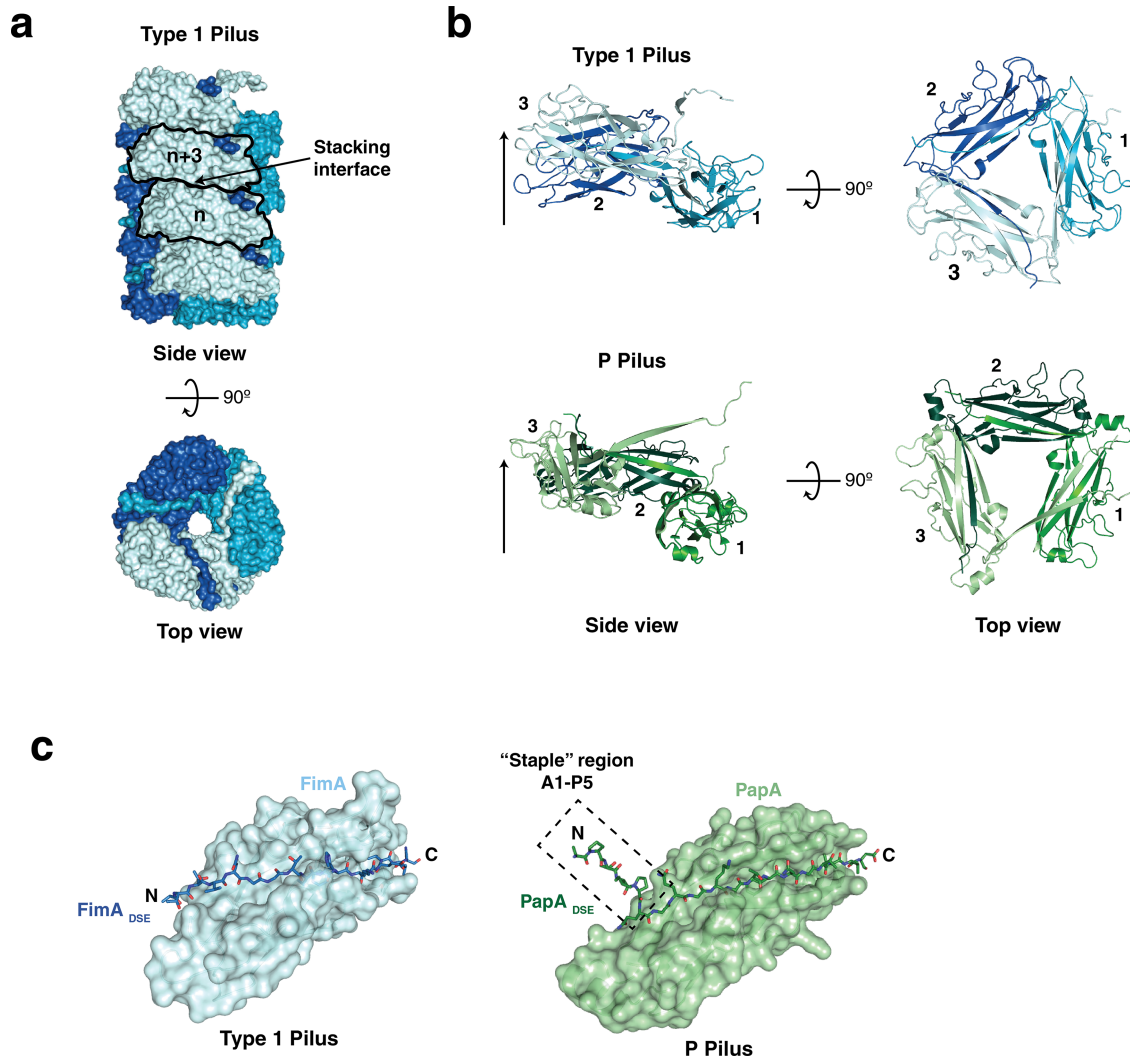 a
Type 1 Pilus
n+3
Stacking
interface
n
Side view
90º
Top view
b
Type 1 Pilus
3
2
1
90º
2
1
3
P Pilus
3
2
1
90º
2
1
3
Side view
Top view
c
FimA
N
C
FimA DSE
Type 1 Pilus
“Staple” region
A1-P5
PapA
N
C
PapA DSE
P Pilus